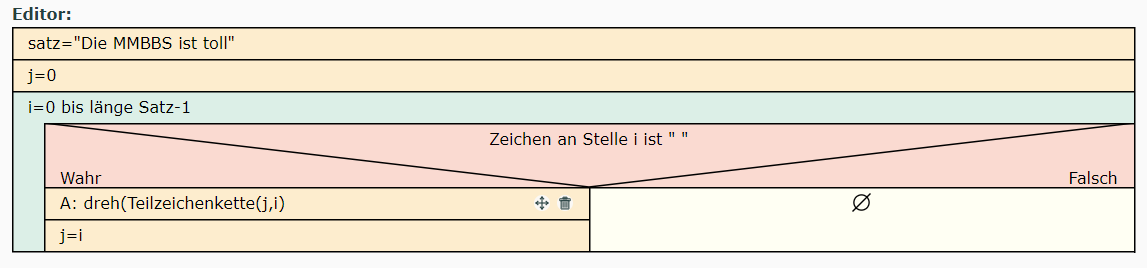 Editor:
satz="Die MMBBS ist toll"
j=0
i=0 bis länge Satz-1
Zeichen an Stelle i ist " "
Wahr
Falsch
A: dreh(Teilzeichenkette(j,i)
∅
j=i